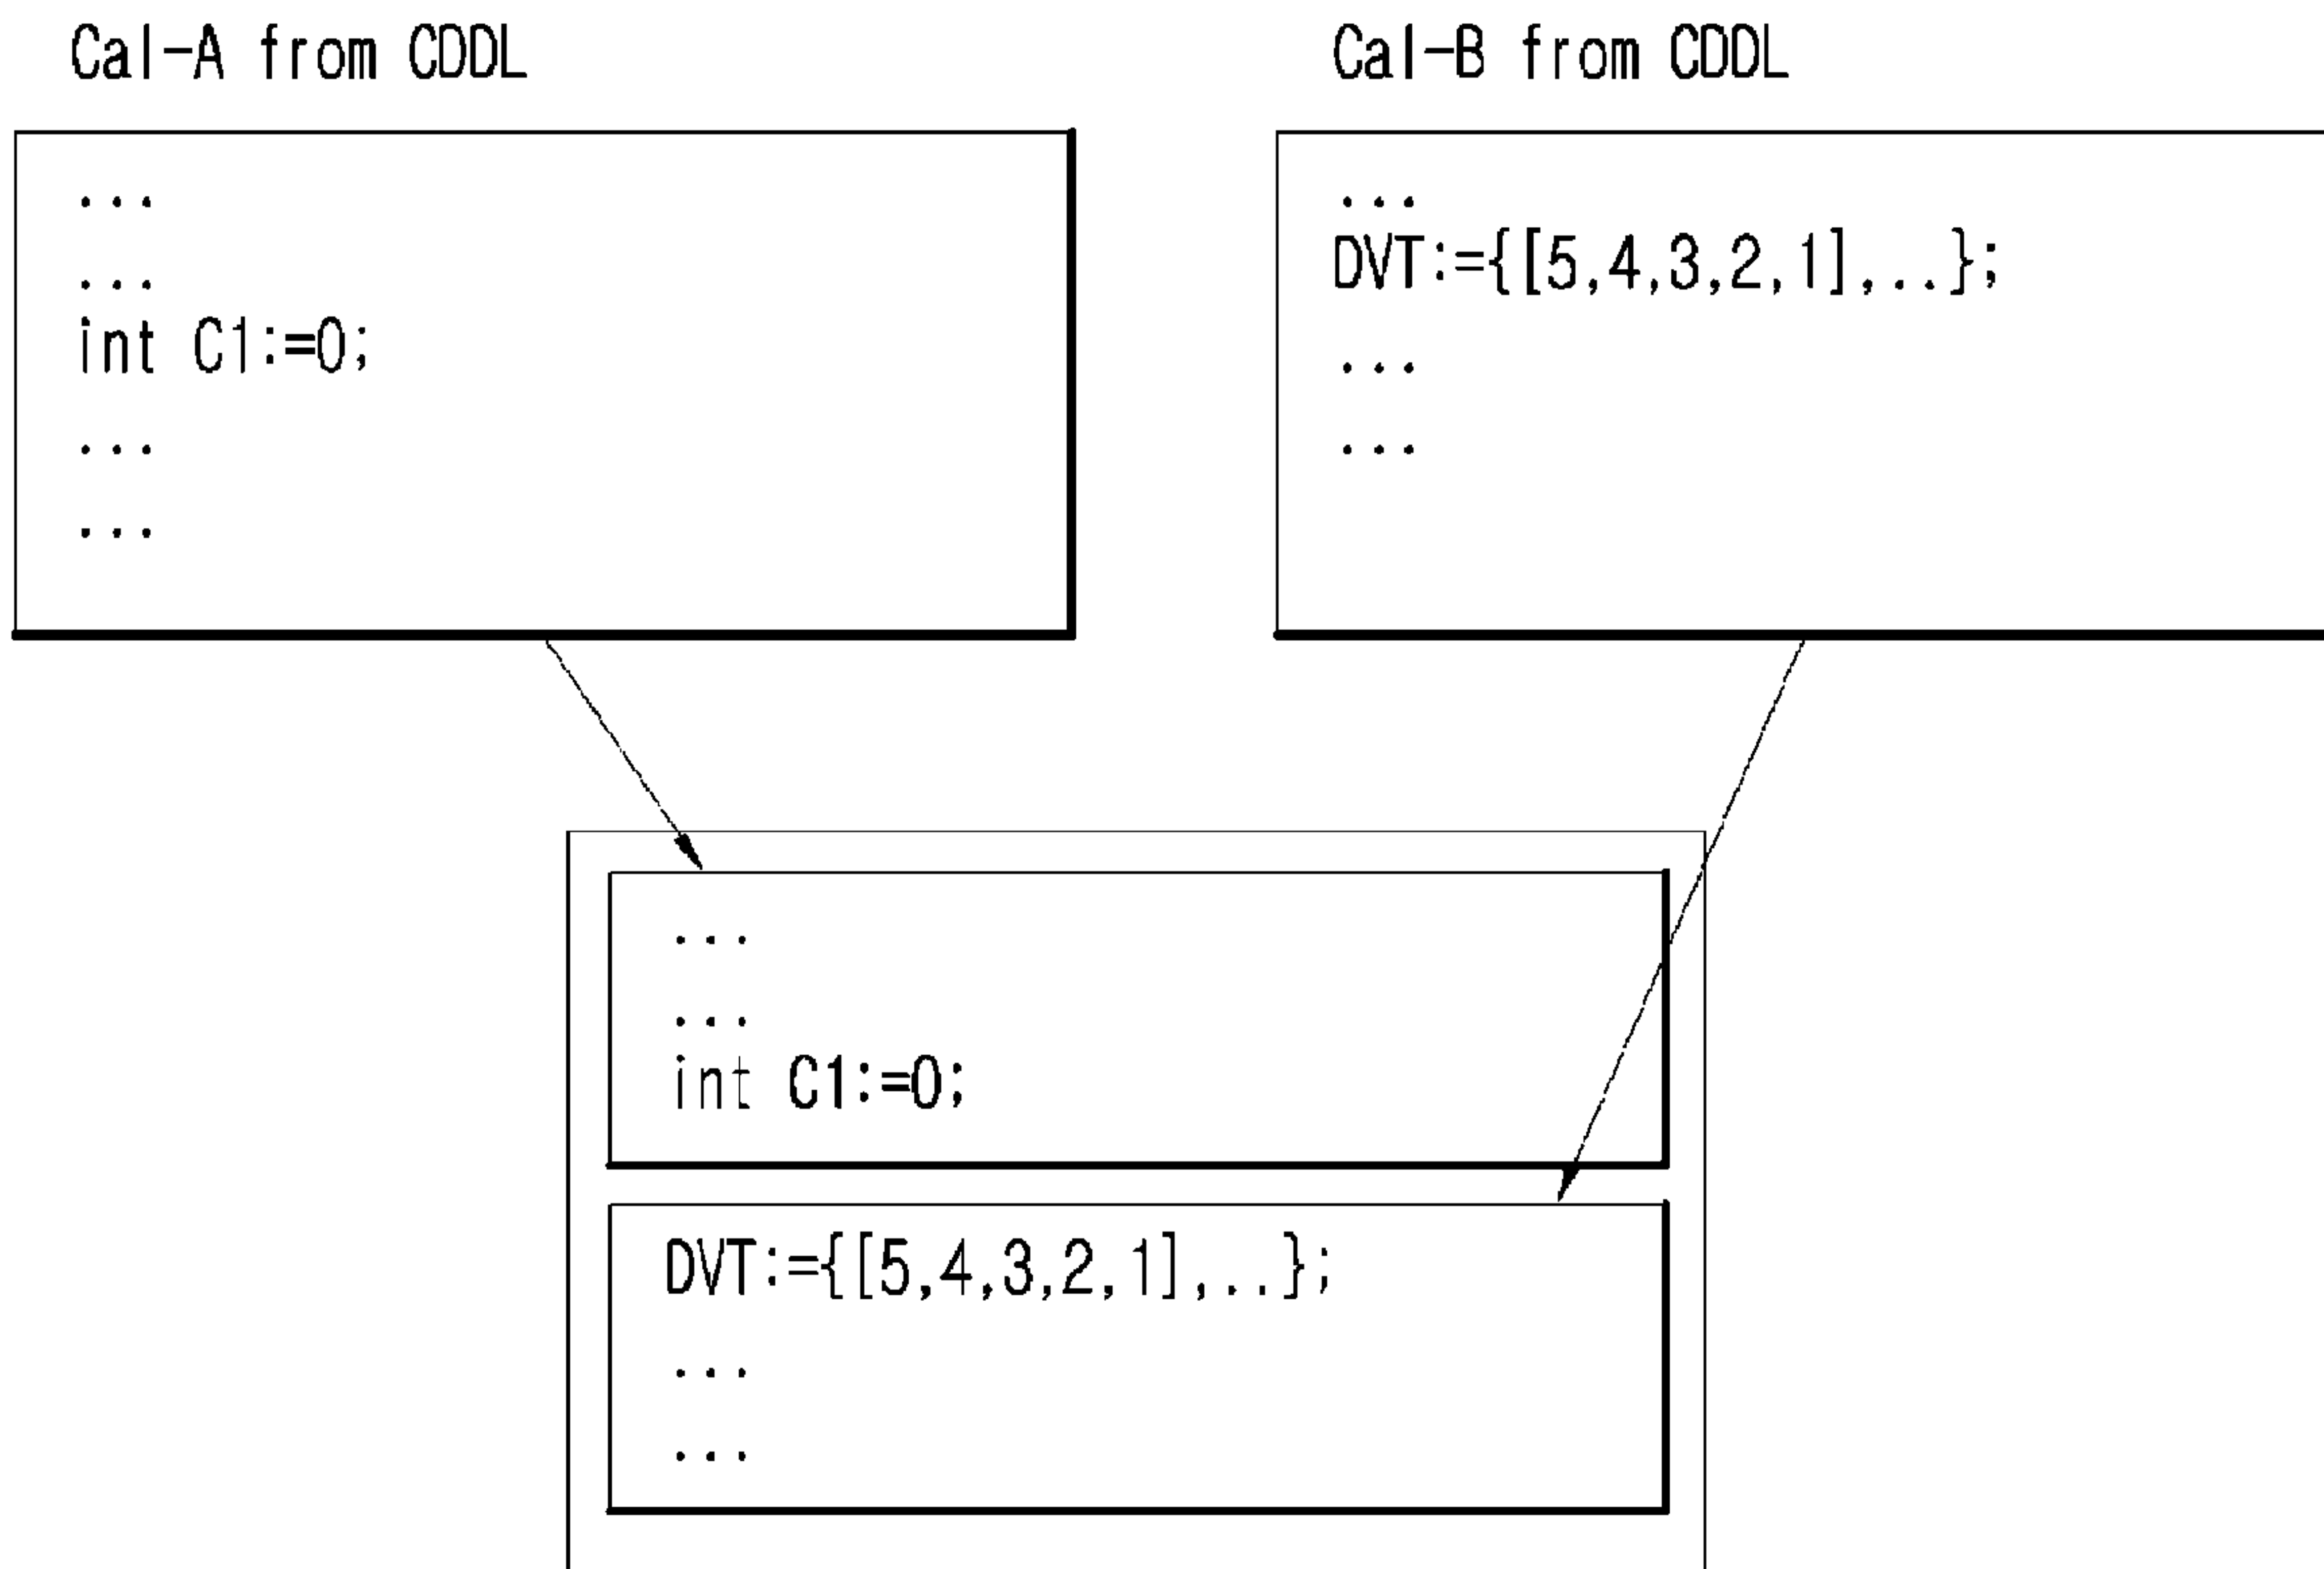 Cal-A from CDDL
...
...
int C1:=0;
...
...
Cal-B from CDDL
...
DVT:={[5,4,3,2,1],..};
...
...
...
...
int C1:=0;
DVT:={[5,4,3,2,1],..};
...
...